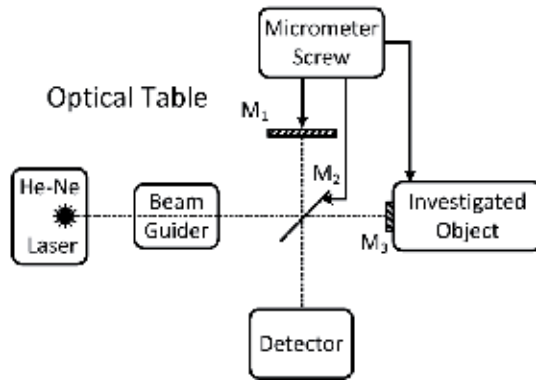 Micrometer
Screw
Optical Table
M1
M2
He-Ne
Laser
Beam
Guider
M3
Investigated
Object
Detector